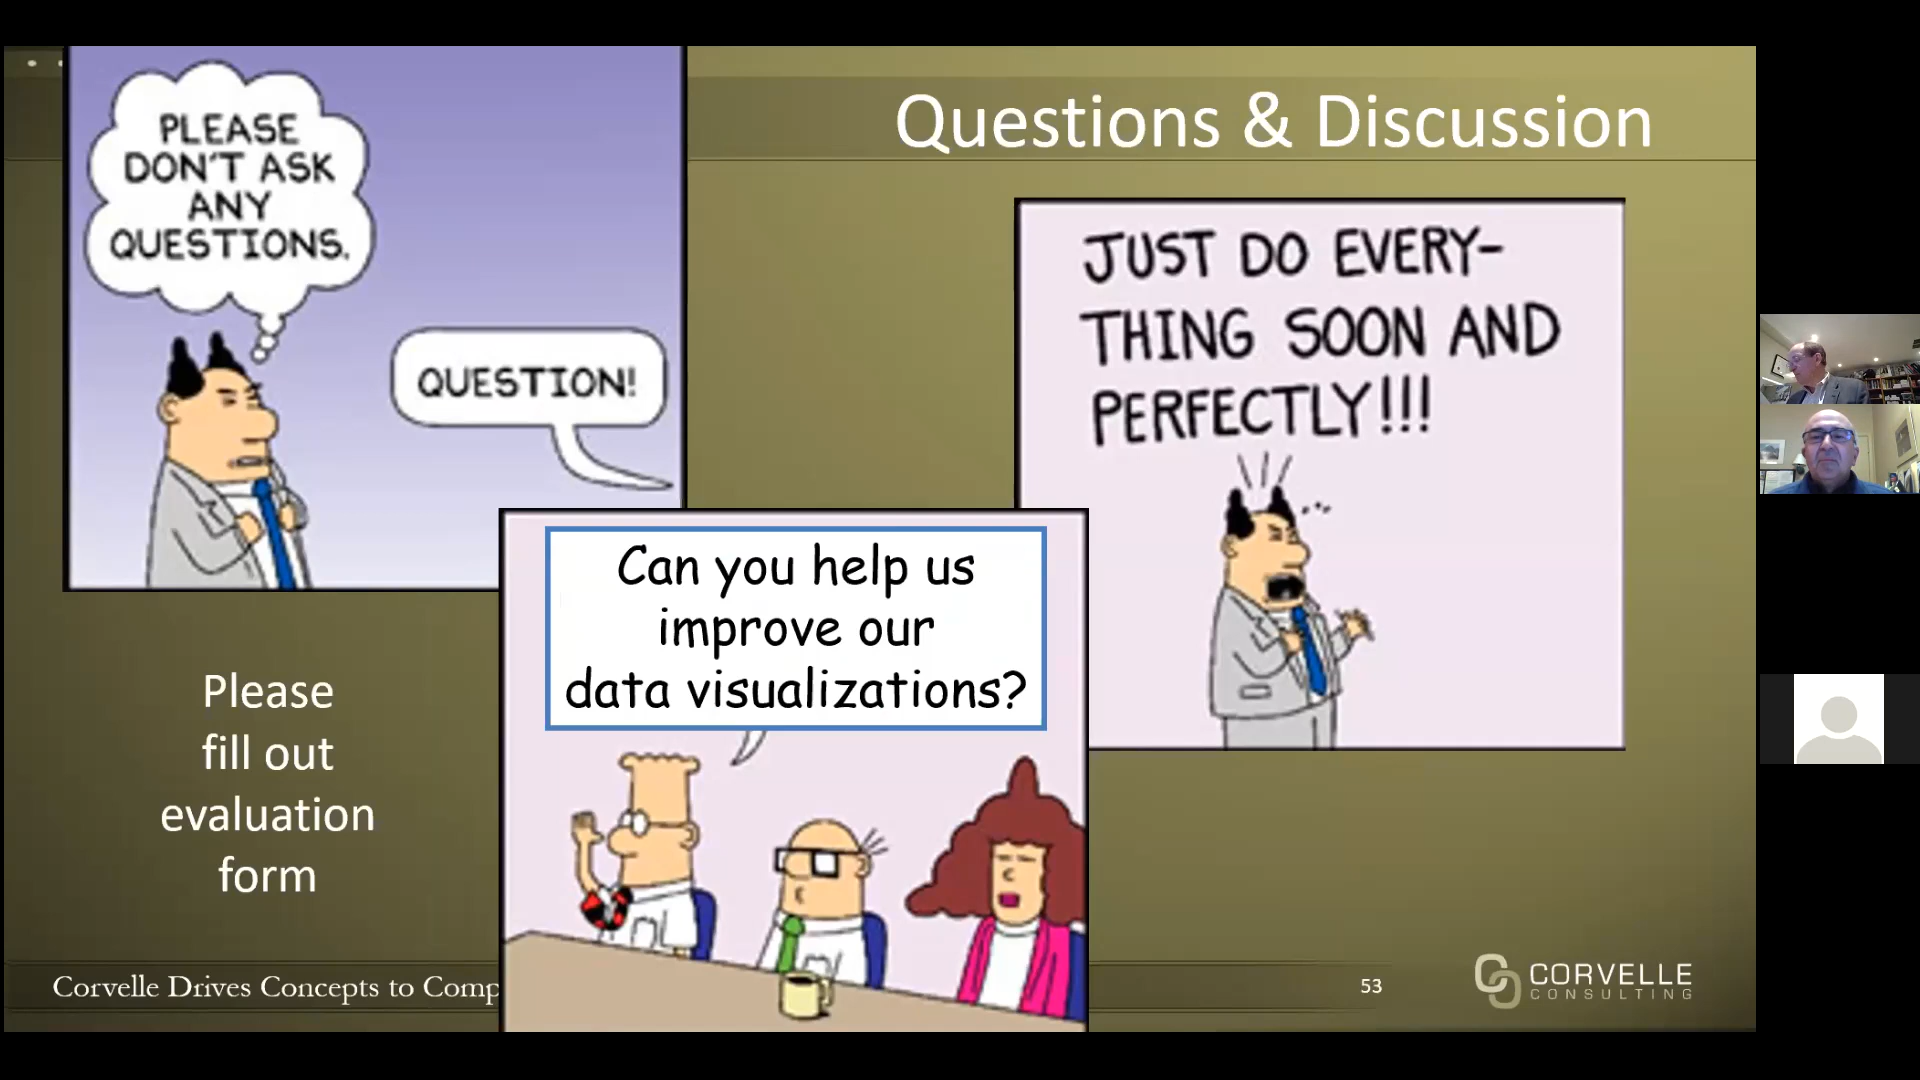 PLEASE
DON'T ASK
ANY
QUESTIONS.
QUESTION!
Questions & Discussion
JUST DO EVERY-
THING SOON AND
PERFECTLY!!!
Can you help us
improve our
data visualizations?
Please
fill out
evaluation
form
Corvelle Drives Concepts to Comp
53
CORVELLE
CONSULTING